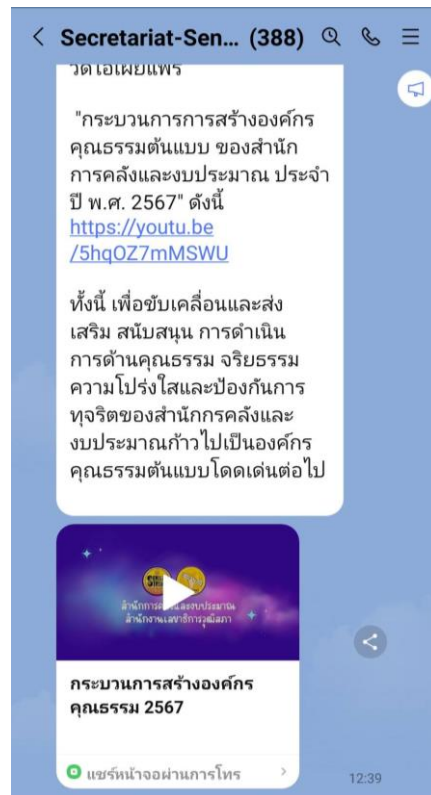 Secretariat-Sen... (388)
วีดีโอเผยแพร่
"กระบวนการการสร้างองค์กร
คุณธรรมต้นแบบ ของสำนัก
การคลังและงบประมาณ ประจำ
ปี พ.ศ. 2567" ดังนี้
https://youtu.be
/5hqOZ7mMSWU
ทั้งนี้ เพื่อขับเคลื่อนและส่ง
เสริม สนับสนุน การดำเนิน
การด้านคุณธรรม จริยธรรม
ความโปร่งใสและป้องกันการ
ทุจริตของสำนักกรคลังและ
งบประมาณก้าวไปเป็นองค์กร
คุณธรรมต้นแบบโดดเด่นต่อไป
สำนักการคลังและงบประมาณ
สำนักงานเลขาธิการวุฒิสภา
กระบวนการสร้างองค์กร
คุณธรรม 2567
แชร์หน้าจอผ่านการโทร
12:39